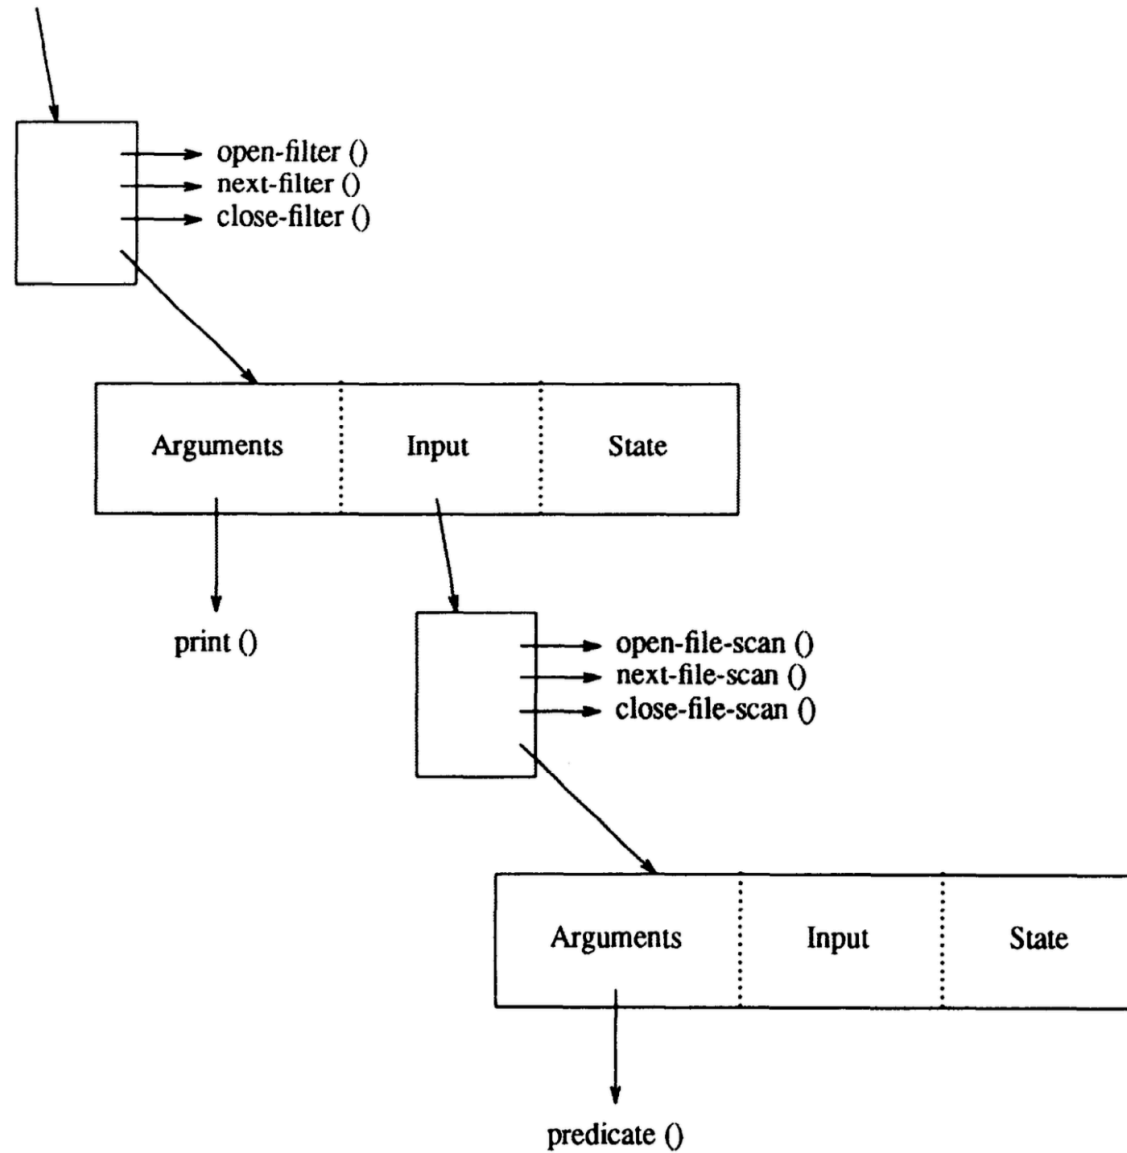 open-filter ()
next-filter ()
close-filter ()
Arguments Input State
print ()
open-file-scan ()
next-file-scan ()
close-file-scan ()
Arguments Input State
predicate ()